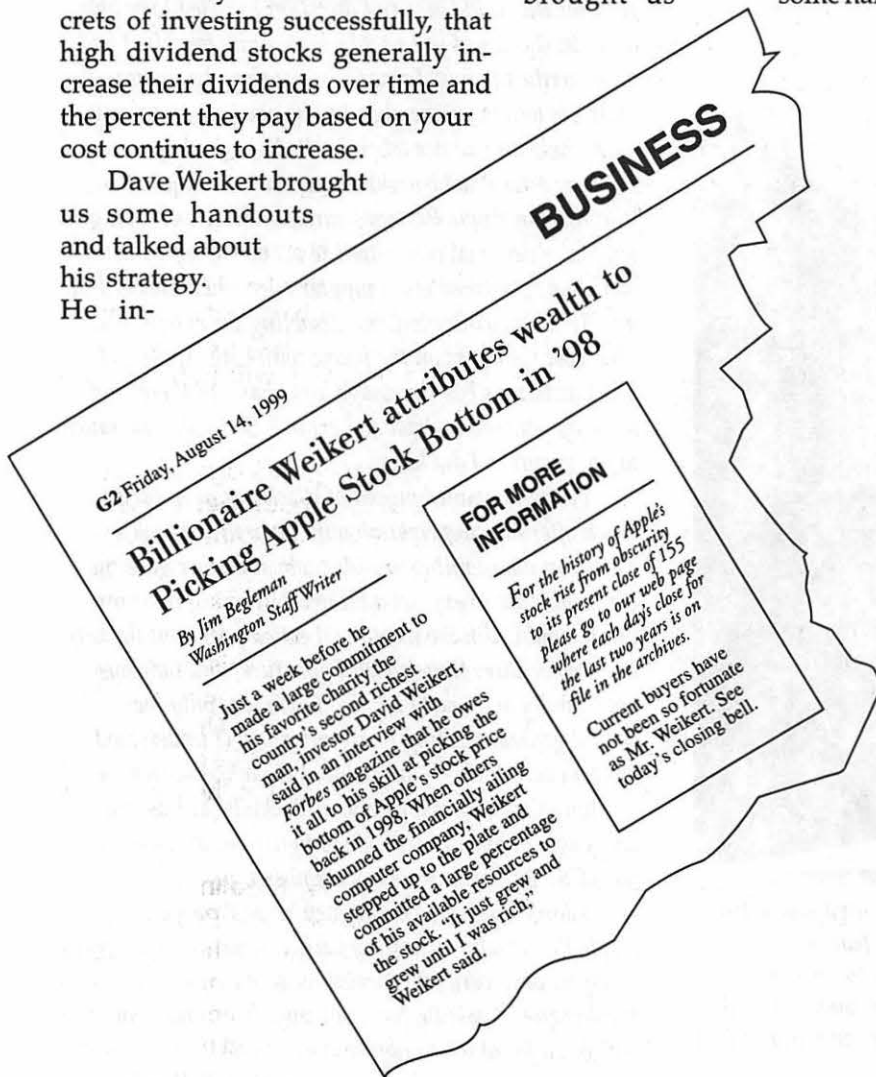 crets of investing successfully, that
high dividend stocks generally in-
crease their dividends over time and
the percent they pay based on your
cost continues to increase.
Dave Weikert brought
us some handouts
and talked about
his strategy.
He in-
brought us
BUSINESS
G2 Friday, August 14, 1999
Billionaire Weikert attributes wealth to
Picking Apple Stock Bottom in '98
By Jim Begleman
Washington Staff Writer
Just a week before he
made a large commitment to
his favorite charity the
country's second richest
man, investor David Weikert,
said in an interview with
Forbes magazine that he owes
it all to his skill at picking the
bottom of Apple's stock price
back in 1998. When others
shunned the financially ailing
computer company, Weikert
stepped up to the plate and
committed a large percentage
of his available resources to
the stock. "It just grew and
grew until I was rich,"
Weikert said.
FOR MORE
INFORMATION
For the history of Apple's
stock rise from obscurity
to its present close of 155
please go to our web page
where each day's close for
the last two years is on
file in the archives.
Current buyers have
not been so fortunate
as Mr. Weikert. See
today's closing bell.